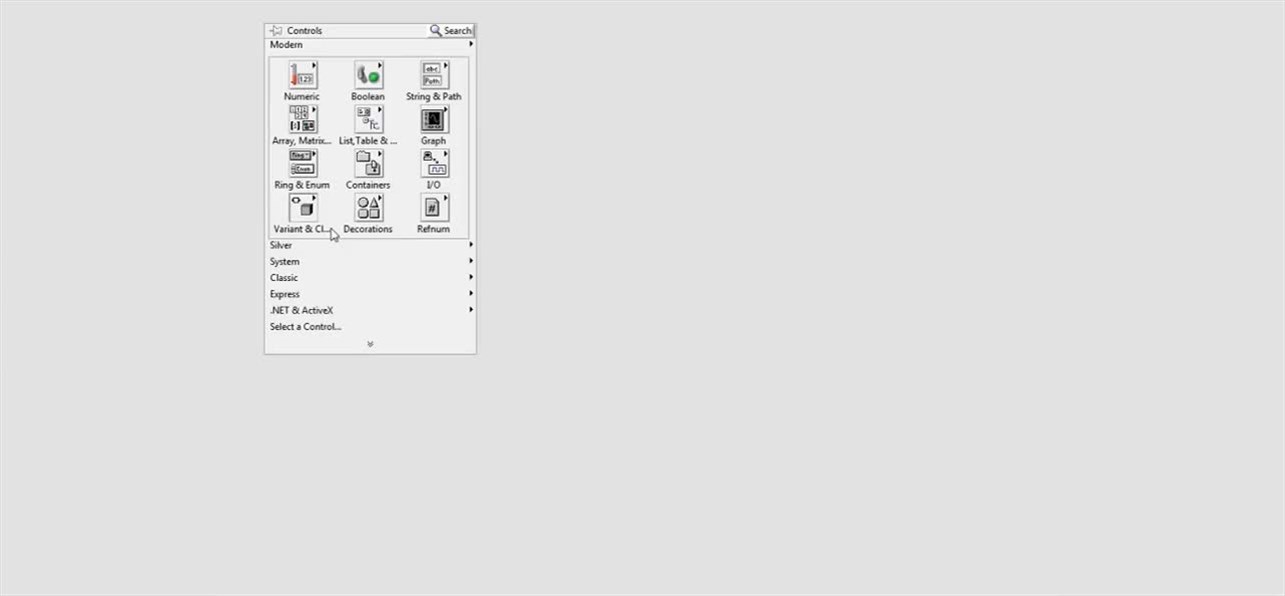 Controls Search
Modern
Numeric Boolean String & Path
Array, Matrix... List, Table & ... Graph
Ring & Enum Containers I/O
Variant & Cl... Decorations Refnum
Silver
System
Classic
Express
.NET & ActiveX
Select a Control...